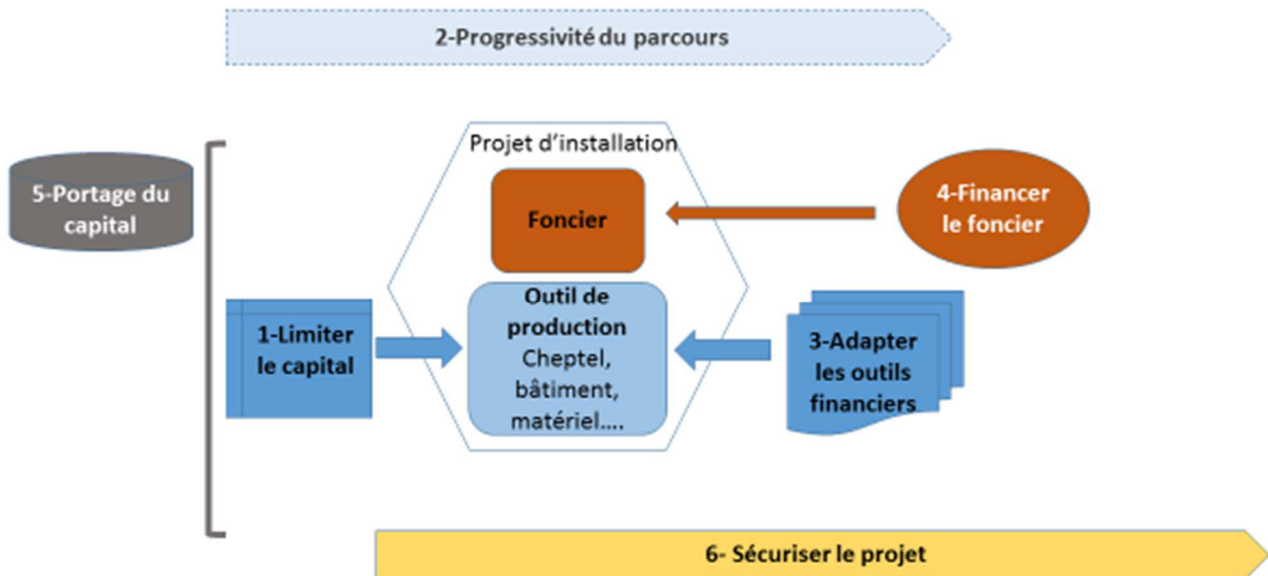 2-Progressivité du parcours
Projet d'installation
5-Portage du
capital
Foncier
4-Financer
le foncier
1-Limiter
le capital
Outil de
production
Cheptel,
bâtiment,
matériel....
3-Adapter
les outils
financiers
6- Sécuriser le projet